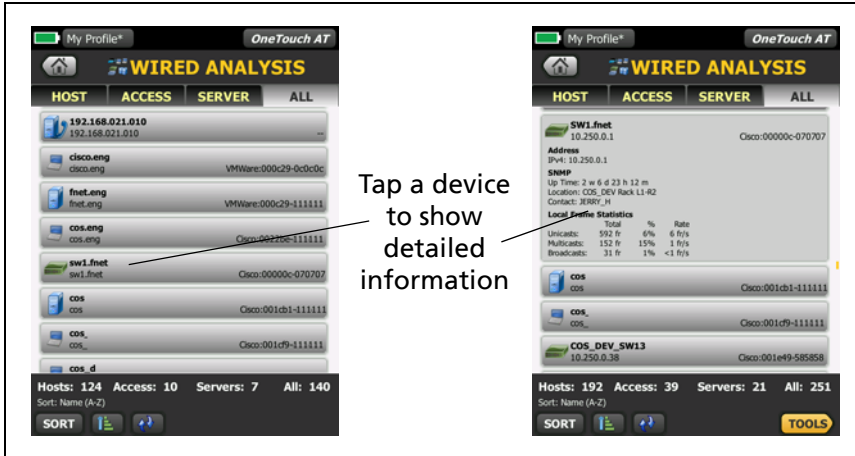 My Profile* OneTouch AT
WIRED ANALYSIS
HOST ACCESS SERVER ALL
192.168.021.010
192.168.021.010 --
cisco.eng
cisco.eng VMWare:000c29-0c0c0c
fnet.eng
fnet.eng VMWare:000c29-111111
cos.eng
cos.eng Cisco:0022be-111111
sw1.fnet
sw1.fnet Cisco:00000c-070707
cos
cos Cisco:001cb1-111111
cos_
cos_ Cisco:001cf9-111111
cos_d
Hosts: 124 Access: 10 Servers: 7 All: 140
Sort: Name (A-Z)
SORT
Tap a device
to show
detailed
information
My Profile* OneTouch AT
WIRED ANALYSIS
HOST ACCESS SERVER ALL
SW1.fnet
10.250.0.1 Cisco:00000c-070707
Address
IPv4: 10.250.0.1
SNMP
Up Time: 2 w 6 d 23 h 12 m
Location: COS_DEV Rack L1-R2
Contact: JERRY_H
Local Frame Statistics
Total % Rate
Unicasts: 592 fr 6% 6 fr/s
Multicasts: 152 fr 15% 1 fr/s
Broadcasts: 31 fr 1% <1 fr/s
cos
cos Cisco:001cb1-111111
cos_
cos_ Cisco:001cf9-111111
COS_DEV_SW13
10.250.0.38 Cisco:001e49-585858
Hosts: 192 Access: 39 Servers: 21 All: 251
Sort: Name (A-Z)
SORT TOOLS